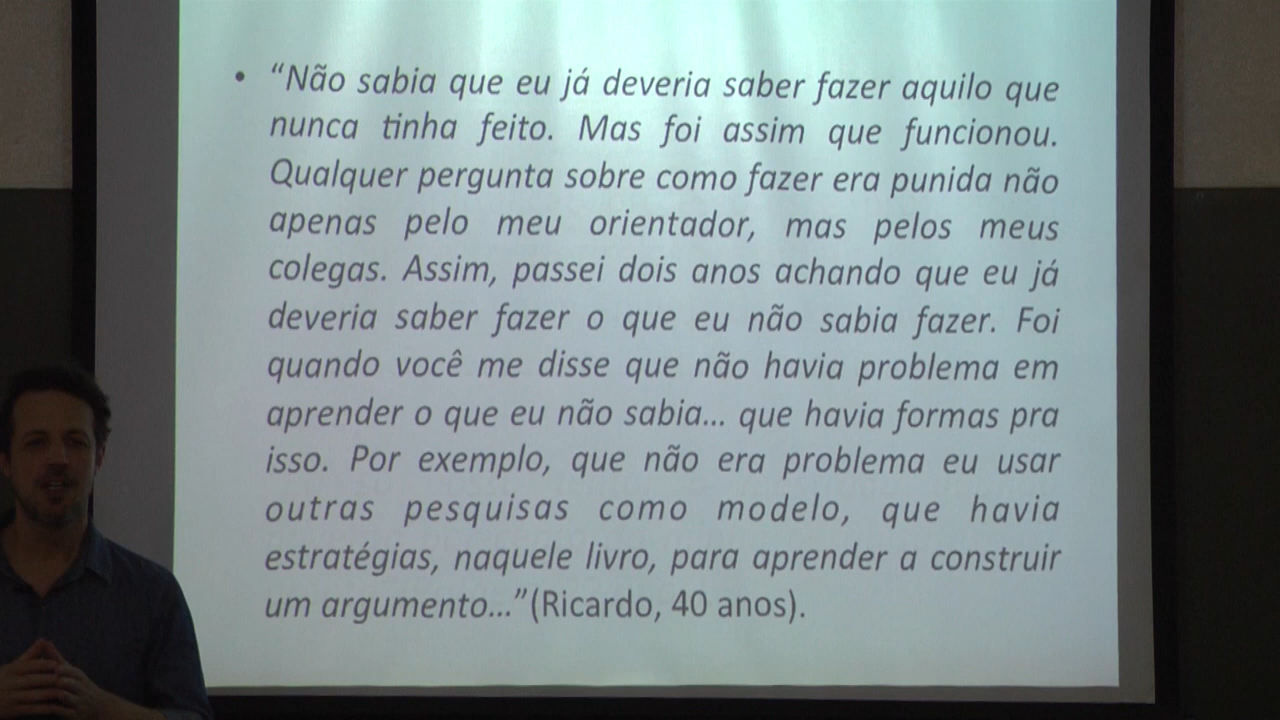 • “Não sabia que eu já deveria saber fazer aquilo que
nunca tinha feito. Mas foi assim que funcionou.
Qualquer pergunta sobre como fazer era punida não
apenas pelo meu orientador, mas pelos meus
colegas. Assim, passei dois anos achando que eu já
deveria saber fazer o que eu não sabia fazer. Foi
quando você me disse que não havia problema em
aprender o que eu não sabia... que havia formas pra
isso. Por exemplo, que não era problema eu usar
outras pesquisas como modelo, que havia
estratégias, naquele livro, para aprender a construir
um argumento...”(Ricardo, 40 anos).